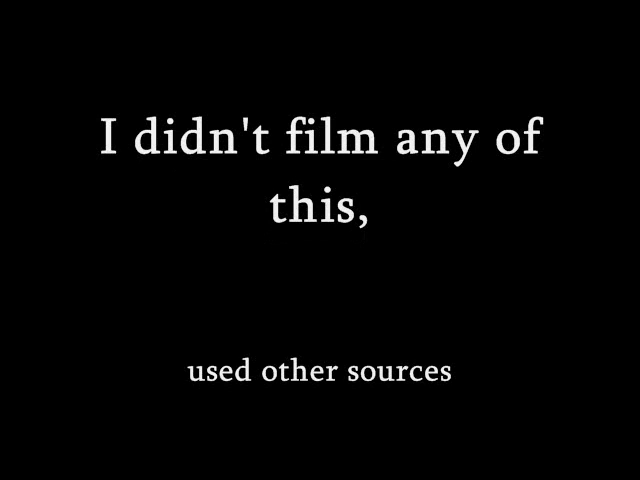 I didn't film any of
this,
used other sources